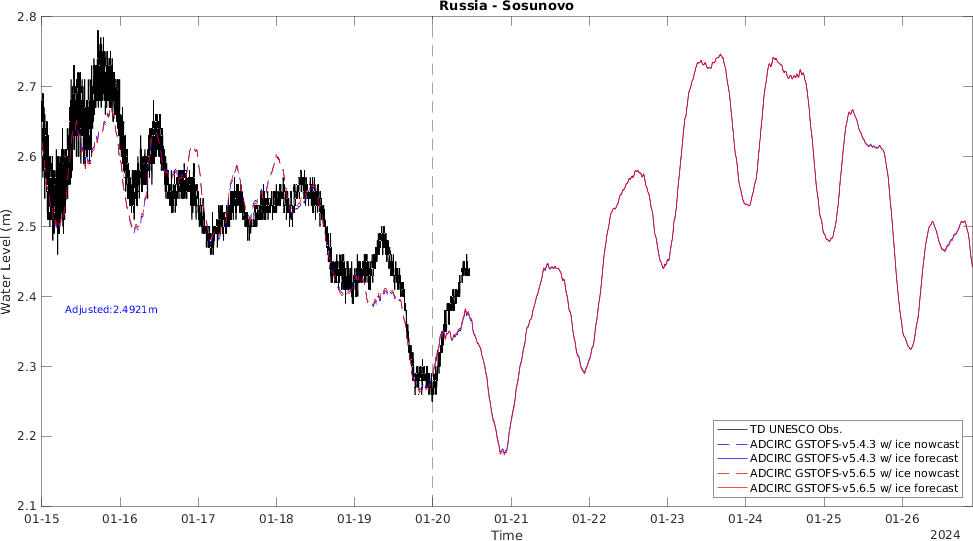 Russia - Sosunovo
2.8
2.7
2.6
2.5
2.4
2.3
2.2
2.1
Water Level (m)
Adjusted:2.4921m
TD UNESCO Obs.
ADCIRC GSTOFS-v5.4.3 w/ ice nowcast
ADCIRC GSTOFS-v5.4.3 w/ ice forecast
ADCIRC GSTOFS-v5.6.5 w/ ice nowcast
ADCIRC GSTOFS-v5.6.5 w/ ice forecast
01-15 01-16 01-17 01-18 01-19 01-20 01-21 01-22 01-23 01-24 01-25 01-26
Time
2024